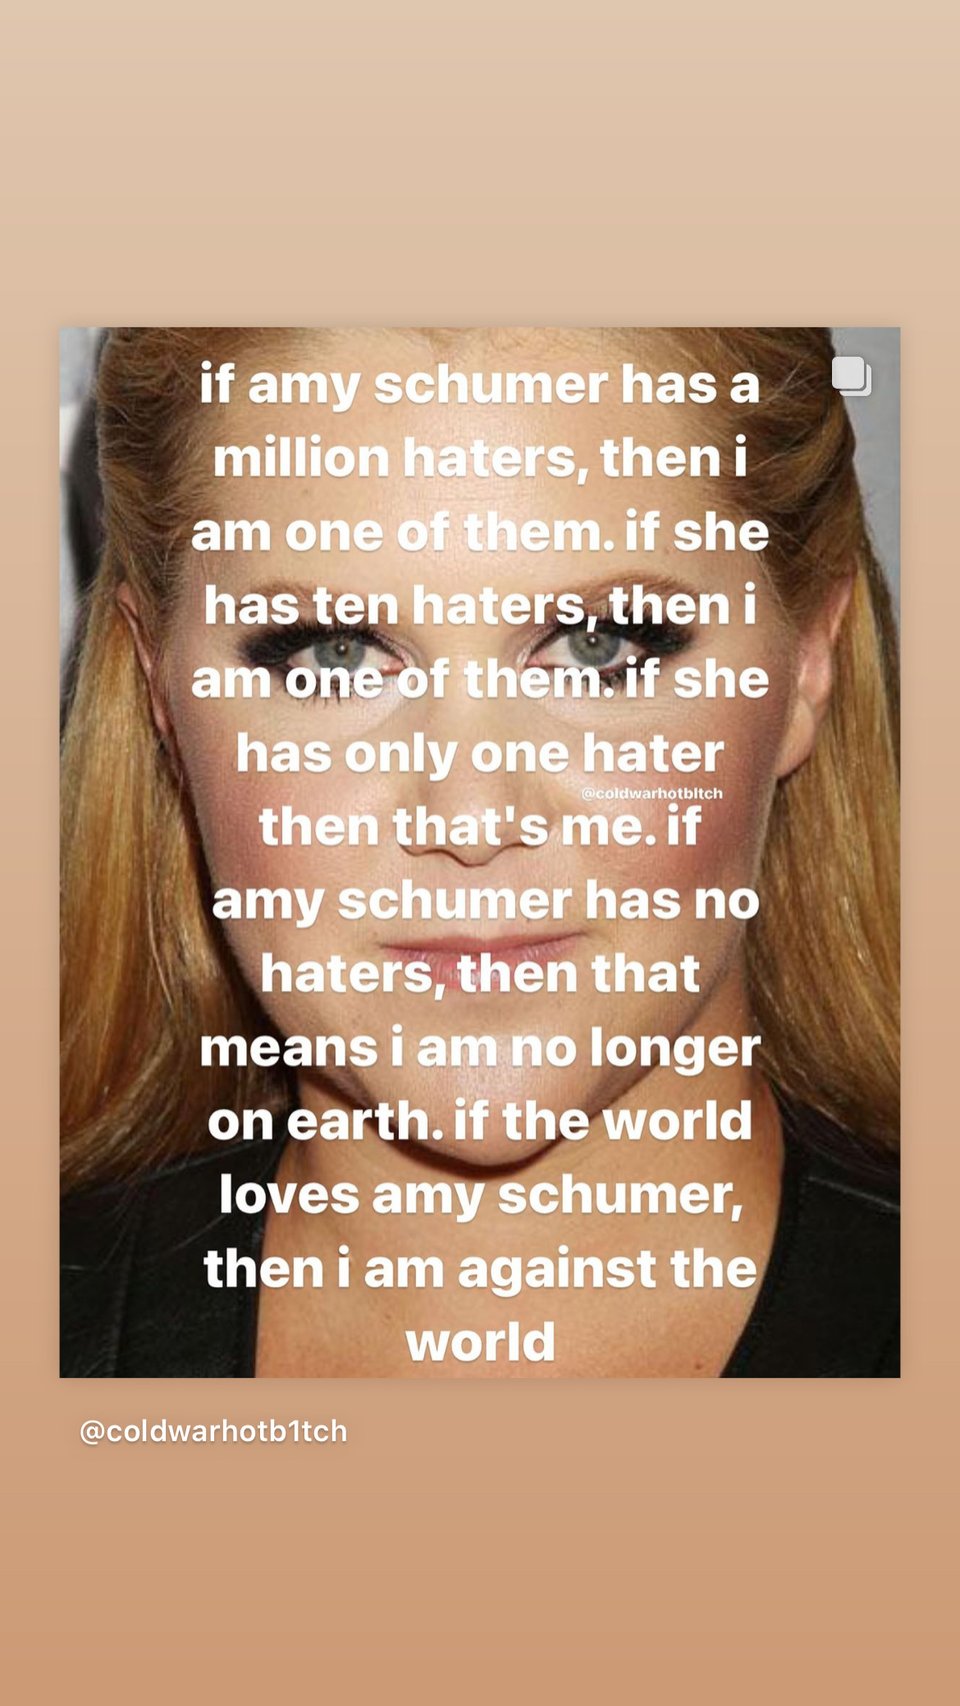 if amy schumer has a
million haters, then i
am one of them. if she
has ten haters, then i
am one of them. if she
has only one hater
@coldwarhotbltch
then that's me. if
amy schumer has no
haters, then that
means i am no longer
on earth. if the world
loves amy schumer,
then i am against the
world
@coldwarhotb1tch